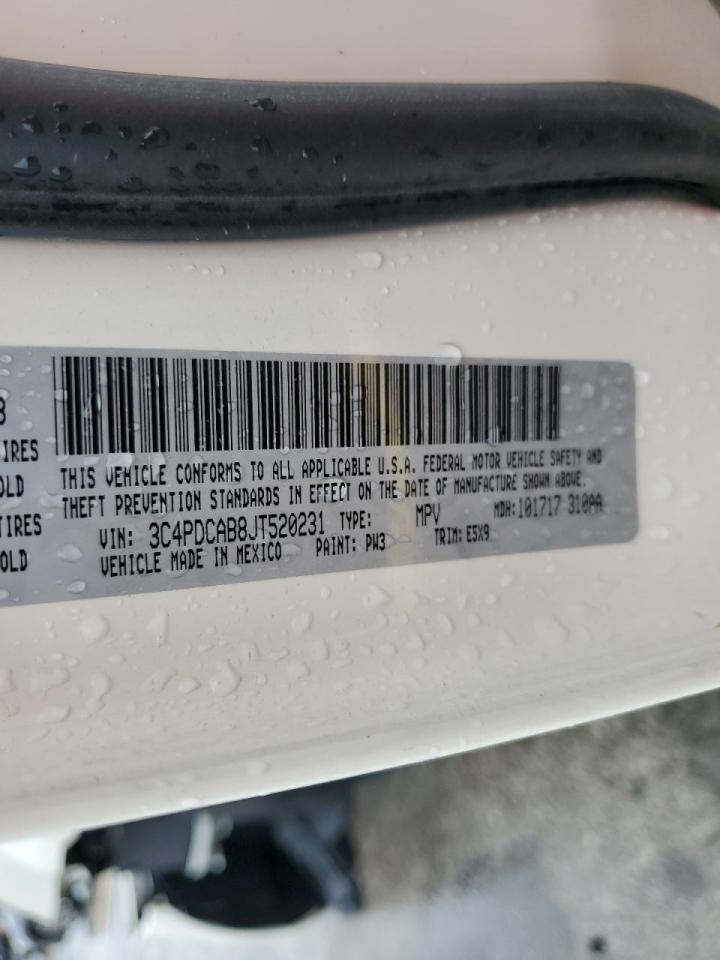 8
IRES
OLD
TIRES
OLD
THIS VEHICLE CONFORMS TO ALL APPLICABLE U.S.A. FEDERAL MOTOR VEHICLE SAFETY AND
THEFT PREVENTION STANDARDS IN EFFECT ON THE DATE OF MANUFACTURE SHOWN ABOVE.
VIN: 3C4PDCAB8JT520231 TYPE: MPV MDH:101717 310AA
VEHICLE MADE IN MEXICO PAINT: PW3 TRIM: E5X9